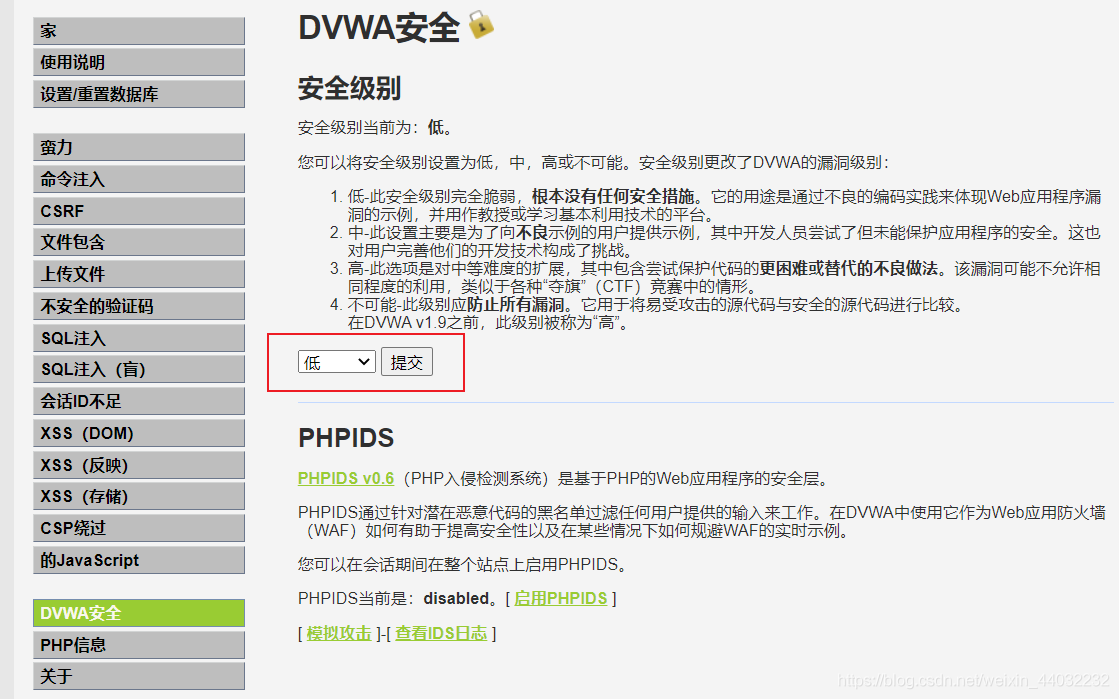 家
使用说明
设置/重置数据库
蛮力
命令注入
CSRF
文件包含
上传文件
不安全的验证码
SQL注入
SQL注入（盲）
会话ID不足
XSS（DOM）
XSS（反映）
XSS（存储）
CSP绕过
的JavaScript
DVWA安全
PHP信息
关于
DVWA安全
安全级别
安全级别当前为：低。
您可以将安全级别设置为低，中，高或不可能。安全级别更改了DVWA的漏洞级别：
1. 低-此安全级别完全脆弱，根本没有任何安全措施。它的用途是通过不良的编码实践来体现Web应用程序漏
洞的示例，并用作教授或学习基本利用技术的平台。
2. 中-此设置主要是为了向不良示例的用户提供示例，其中开发人员尝试了但未能保护应用程序的安全。这也
对用户完善他们的开发技术构成了挑战。
3. 高-此选项是对中等难度的扩展，其中包含尝试保护代码的更困难或替代的不良做法。该漏洞可能不允许相
同程度的利用，类似于各种“夺旗”（CTF）竞赛中的情形。
4. 不可能-此级别应防止所有漏洞。它用于将易受攻击的源代码与安全的源代码进行比较。
在DVWA v1.9之前，此级别被称为“高”。
低 提交
PHPIDS
PHPIDS v0.6（PHP入侵检测系统）是基于PHP的Web应用程序的安全层。
PHPIDS通过针对潜在恶意代码的黑名单过滤任何用户提供的输入来工作。在DVWA中使用它作为Web应用防火墙
（WAF）如何有助于提高安全性以及在某些情况下如何规避WAF的实时示例。
您可以在会话期间在整个站点上启用PHPIDS。
PHPIDS当前是：disabled。[ 启用PHPIDS ]
[ 模拟攻击 ]-[ 查看IDS日志 ]
https://blog.csdn.net/weixin_44032232